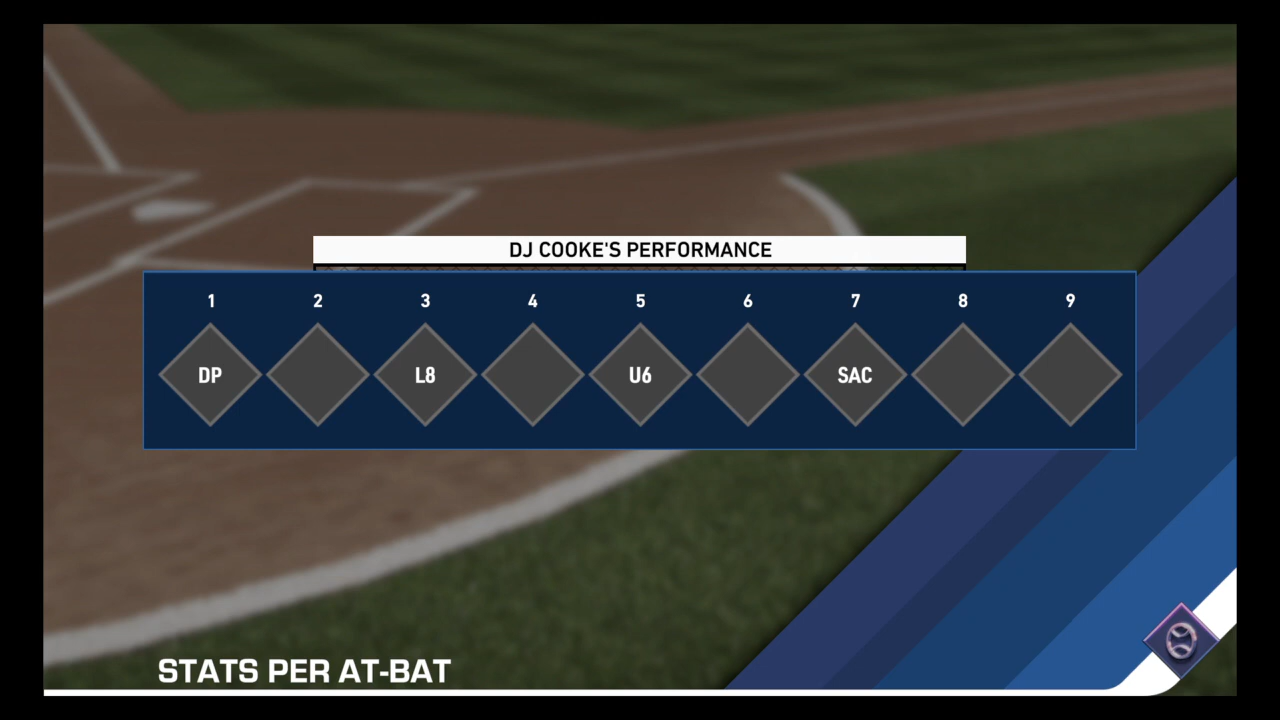 DJ COOKE'S PERFORMANCE
1 2 3 4 5 6 7 8 9
DP L8 U6 SAC
STATS PER AT-BAT